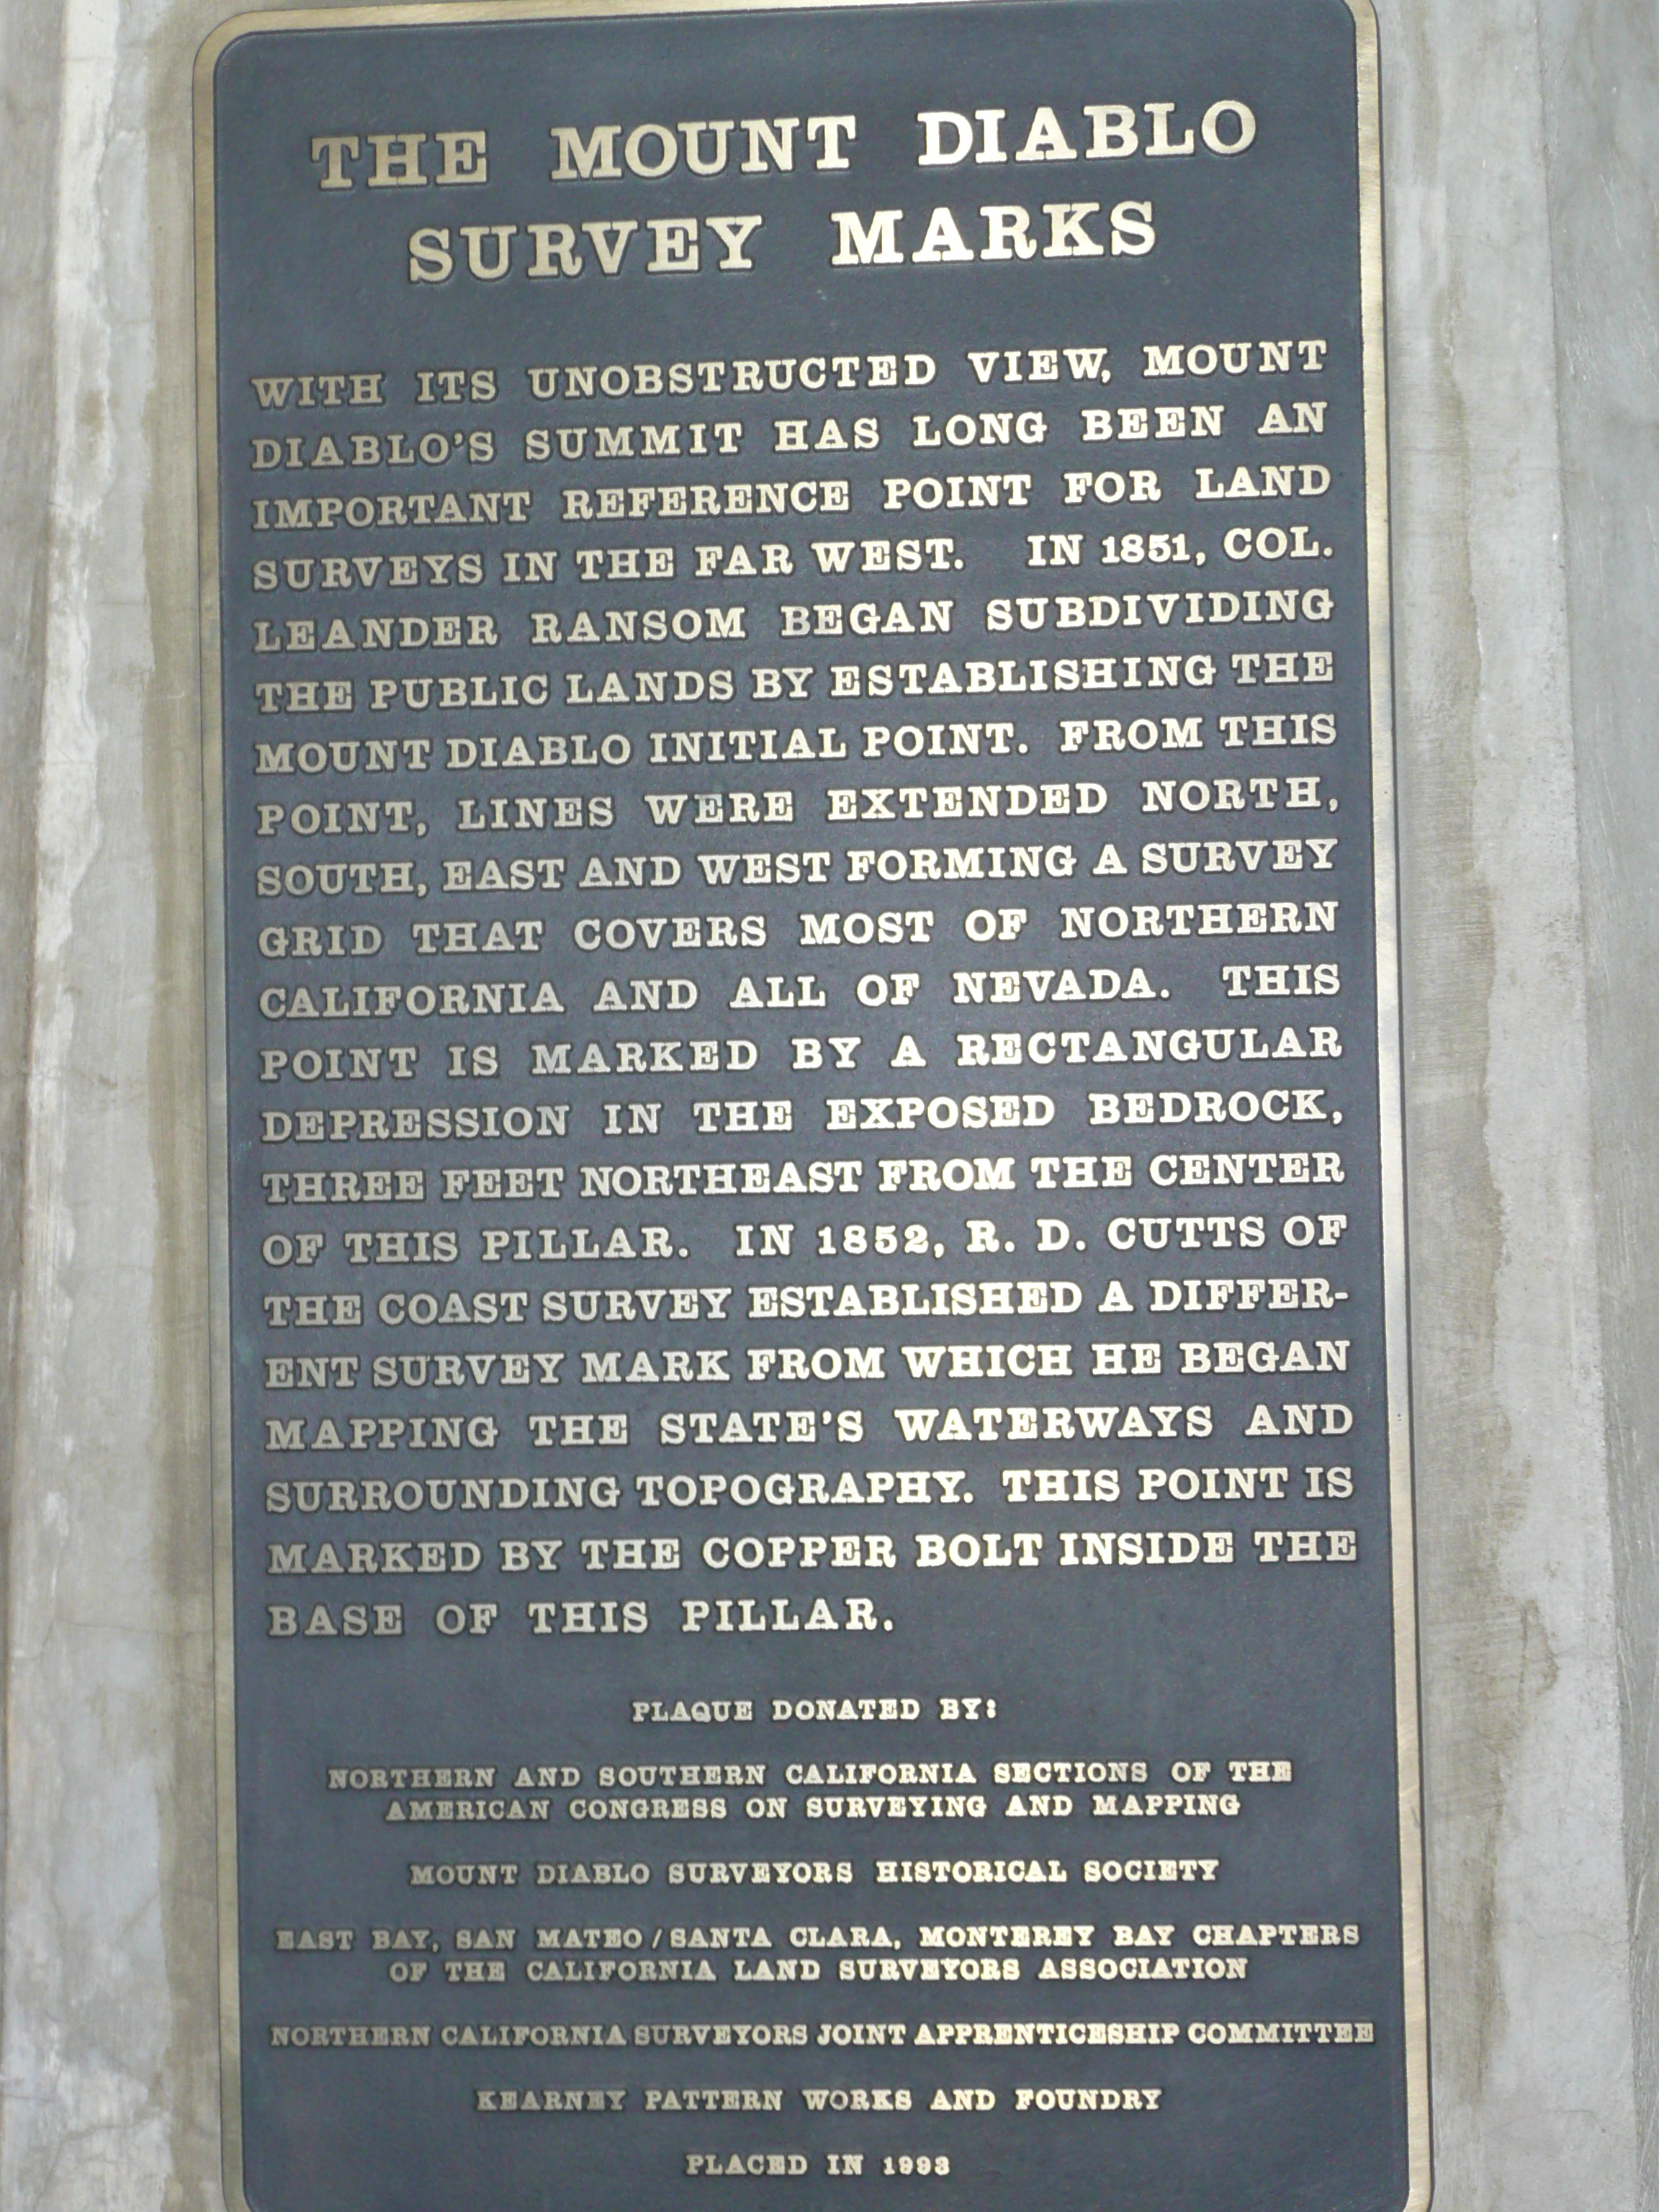 THE MOUNT DIABLO
SURVEY MARKS
WITH ITS UNOBSTRUCTED VIEW, MOUNT
DIABLO'S SUMMIT HAS LONG BEEN AN
IMPORTANT REFERENCE POINT FOR LAND
SURVEYS IN THE FAR WEST. IN 1851, COL.
LEANDER RANSOM BEGAN SUBDIVIDING
THE PUBLIC LANDS BY ESTABLISHING THE
MOUNT DIABLO INITIAL POINT. FROM THIS
POINT, LINES WERE EXTENDED NORTH,
SOUTH, EAST AND WEST FORMING A SURVEY
GRID THAT COVERS MOST OF NORTHERN
CALIFORNIA AND ALL OF NEVADA. THIS
POINT IS MARKED BY A RECTANGULAR
DEPRESSION IN THE EXPOSED BEDROCK,
THREE FEET NORTHEAST FROM THE CENTER
OF THIS PILLAR. IN 1852, R. D. CUTTS OF
THE COAST SURVEY ESTABLISHED A DIFFER-
ENT SURVEY MARK FROM WHICH HE BEGAN
MAPPING THE STATE'S WATERWAYS AND
SURROUNDING TOPOGRAPHY. THIS POINT IS
MARKED BY THE COPPER BOLT INSIDE THE
BASE OF THIS PILLAR.
PLAQUE DONATED BY:
NORTHERN AND SOUTHERN CALIFORNIA SECTIONS OF THE
AMERICAN CONGRESS ON SURVEYING AND MAPPING
MOUNT DIABLO SURVEYORS HISTORICAL SOCIETY
EAST BAY, SAN MATEO / SANTA CLARA, MONTEREY BAY CHAPTERS
OF THE CALIFORNIA LAND SURVEYORS ASSOCIATION
NORTHERN CALIFORNIA SURVEYORS JOINT APPRENTICESHIP COMMITTEE
KEARNEY PATTERN WORKS AND FOUNDRY
PLACED IN 1993